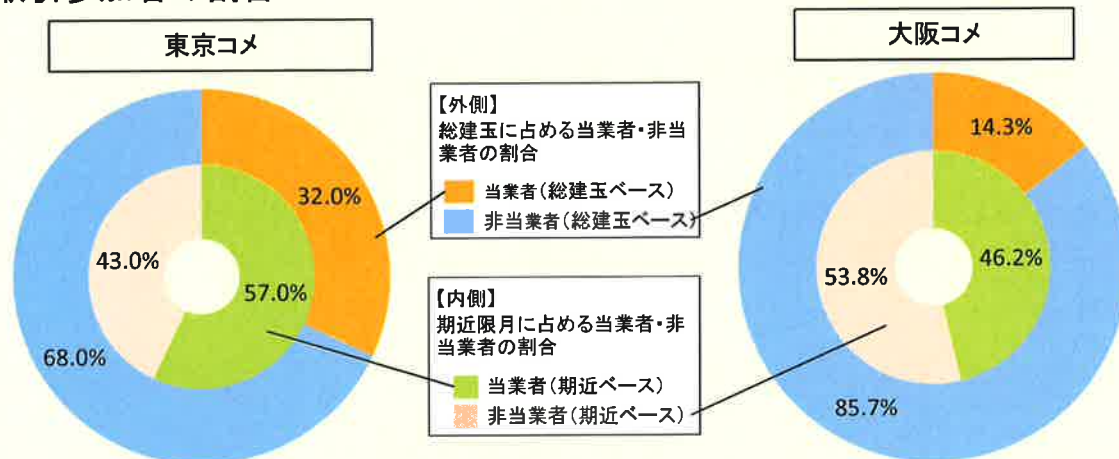 東京コメ
大阪コメ
【外側】
総建玉に占める当業者・非当
業者の割合
当業者(総建玉ベース)
非当業者(総建玉ベース)
【内側】
期近限月に占める当業者・非
当業者の割合
当業者(期近ベース)
非当業者(期近ベース)
32.0%
43.0%
57.0%
68.0%
14.3%
46.2%
53.8%
85.7%